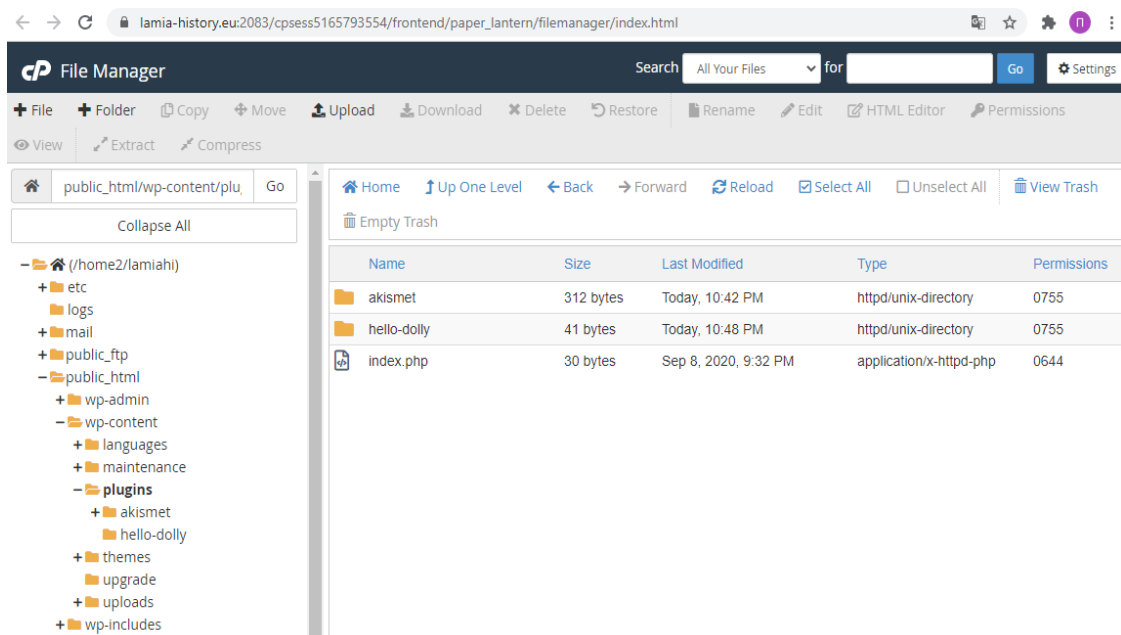 lamia-history.eu:2083/cpsess5165793554/frontend/paper_lantern/filemanager/index.html
П
cP File Manager
Search All Your Files for Go Settings
File Folder Copy Move Upload Download Delete Restore Rename Edit HTML Editor Permissions
View Extract Compress
public_html/wp-content/plu Go
Collapse All
(/home2/lamiahi)
etc
logs
mail
public_ftp
public_html
wp-admin
wp-content
languages
maintenance
plugins
akismet
hello-dolly
themes
upgrade
uploads
wp-includes
Home Up One Level Back Forward Reload Select All Unselect All View Trash
Empty Trash
Name Size Last Modified Type Permissions
akismet 312 bytes Today, 10:42 PM httpd/unix-directory 0755
hello-dolly 41 bytes Today, 10:48 PM httpd/unix-directory 0755
index.php 30 bytes Sep 8, 2020, 9:32 PM application/x-httpd-php 0644